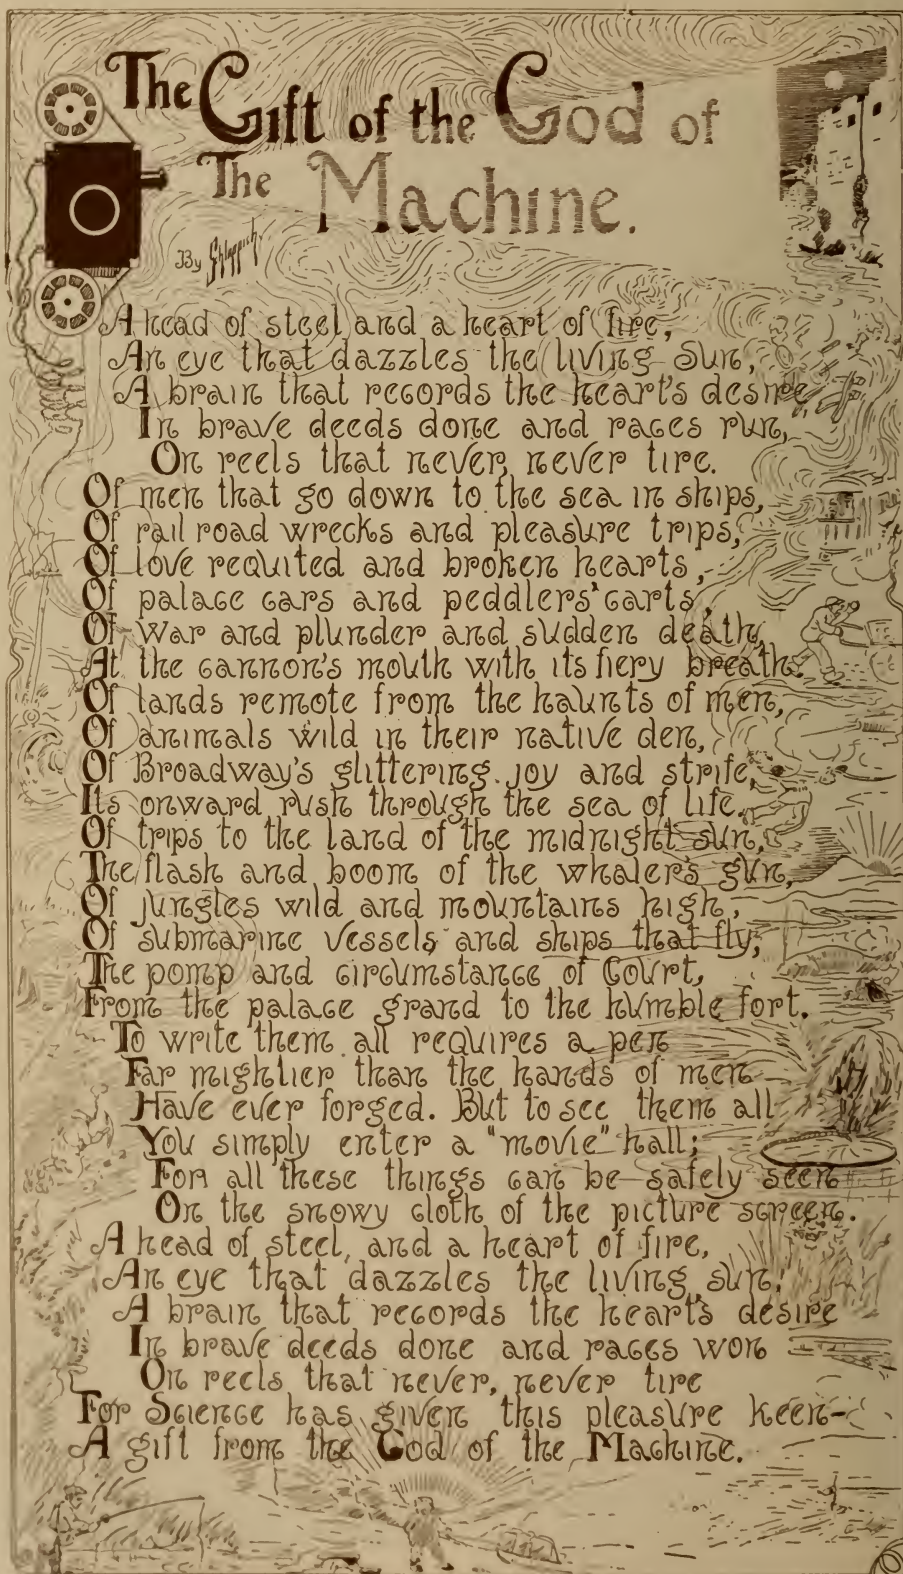 The Gift of the God of
The Machine.
By Shloppich
A head of steel and a heart of fire,
An eye that dazzles the living sun,
A brain that records the heart's desire,
In brave deeds done and races run,
On reels that never, never tire.
Of men that go down to the sea in ships,
Of rail road wrecks and pleasure trips,
Of love requited and broken hearts,
Of palace cars and peddlers' carts,
Of war and plunder and sudden death,
At the cannon's mouth with its fiery breath.
Of lands remote from the haunts of men,
Of animals wild in their native den,
Of Broadway's glittering joy and strife,
Its onward rush through the sea of life.
Of trips to the land of the midnight sun,
The flash and boom of the whaler's gun,
Of jungles wild and mountains high,
Of submarine vessels and ships that fly,
The pomp and circumstance of Court,
From the palace grand to the humble fort.
To write them all requires a pen
Far mightier than the hands of men
Have ever forged. But to see them all
You simply enter a "movie" hall;
For all these things can be safely seen
On the snowy cloth of the picture screen.
A head of steel, and a heart of fire,
An eye that dazzles the living sun,
A brain that records the heart's desire
In brave deeds done and races won
On reels that never, never tire
For Science has given this pleasure keen-
A gift from the God of the Machine.